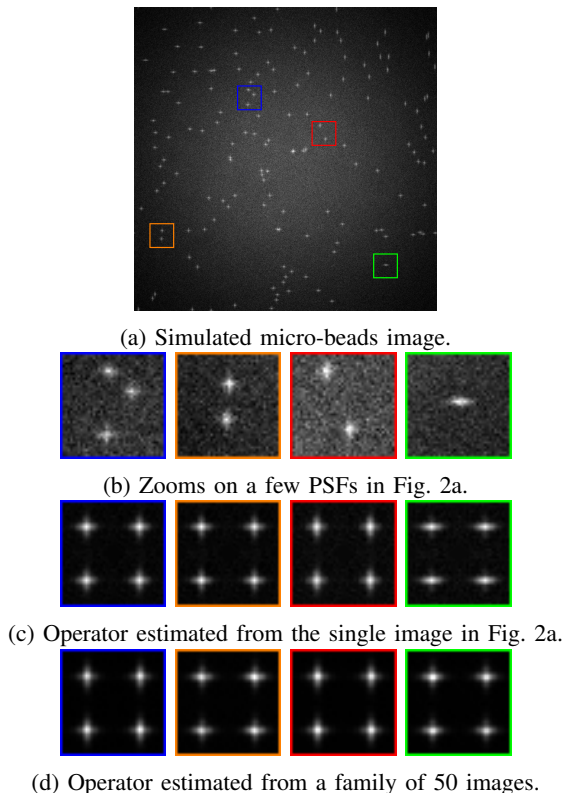 (a) Simulated micro-beads image.
(b) Zooms on a few PSFs in Fig. 2a.
(c) Operator estimated from the single image in Fig. 2a.
(d) Operator estimated from a family of 50 images.